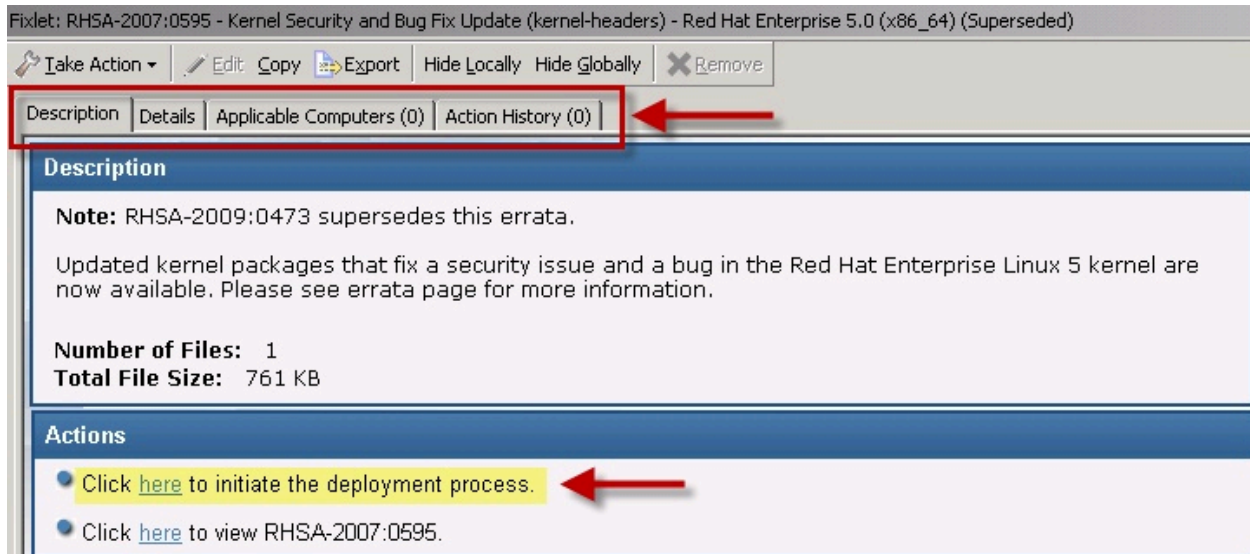 Fixlet: RHSA-2007:0595 - Kernel Security and Bug Fix Update (kernel-headers) - Red Hat Enterprise 5.0 (x86_64) (Superseded)
Take Action Edit Copy Export Hide Locally Hide Globally Remove
Description Details Applicable Computers (0) Action History (0)
Description
Note: RHSA-2009:0473 supersedes this errata.
Updated kernel packages that fix a security issue and a bug in the Red Hat Enterprise Linux 5 kernel are
now available. Please see errata page for more information.
Number of Files: 1
Total File Size: 761 KB
Actions
Click here to initiate the deployment process.
Click here to view RHSA-2007:0595.